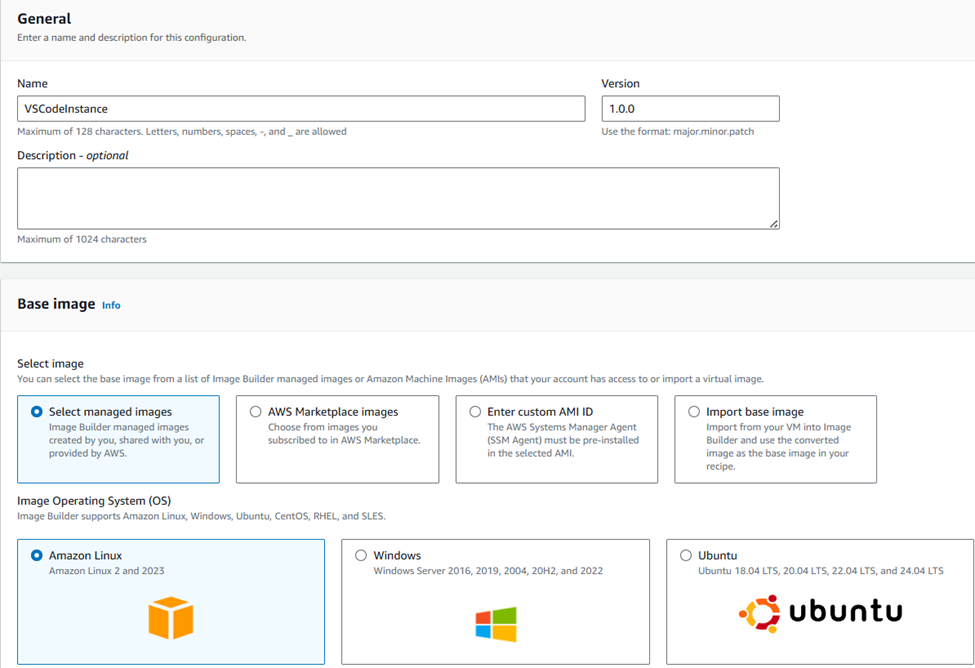 General
Enter a name and description for this configuration.
Name
Version
VSCodeInstance
1.0.0
Maximum of 128 characters. Letters, numbers, spaces, -, and _ are allowed
Use the format: major.minor.patch
Description - optional
Maximum of 1024 characters
Base image Info
Select image
You can select the base image from a list of Image Builder managed images or Amazon Machine Images (AMIs) that your account has access to or import a virtual image.
Select managed images
Image Builder managed images
created by you, shared with you, or
provided by AWS.
AWS Marketplace images
Choose from images you
subscribed to in AWS Marketplace.
Enter custom AMI ID
The AWS Systems Manager Agent
(SSM Agent) must be pre-installed
in the selected AMI.
Import base image
Import from your VM into Image
Builder and use the converted
image as the base image in your
recipe.
Image Operating System (OS)
Image Builder supports Amazon Linux, Windows, Ubuntu, CentOS, RHEL, and SLES.
Amazon Linux
Amazon Linux 2 and 2023
Windows
Windows Server 2016, 2019, 2004, 20H2, and 2022
Ubuntu
Ubuntu 18.04 LTS, 20.04 LTS, 22.04 LTS, and 24.04 LTS
ubuntu